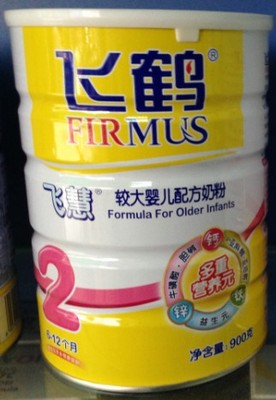 飞鹤®
FIRMUS
飞慧 较大婴儿配方奶粉
Formula For Older Infants
2
6-12个月
牛磺酸·胆碱
钙
多重
营养元
锌
铁
益生元
净含量:900克